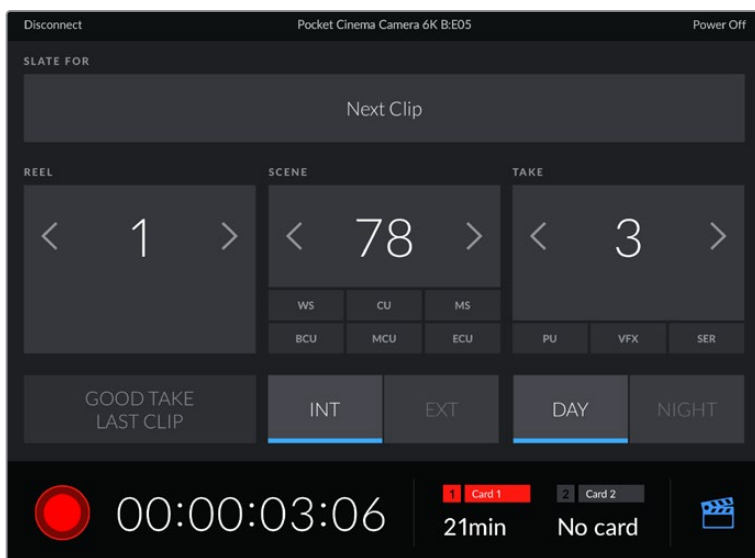 Disconnect Pocket Cinema Camera 6K B:E05 Power Off
SLATE FOR
Next Clip
REEL SCENE TAKE
< 1 > < 78 > < 3 >
WS CU MS
BCU MCU ECU PU VFX SER
GOOD TAKE
LAST CLIP
INT EXT DAY NIGHT
1 Card 1 2 Card 2
00:00:03:06 21min No card